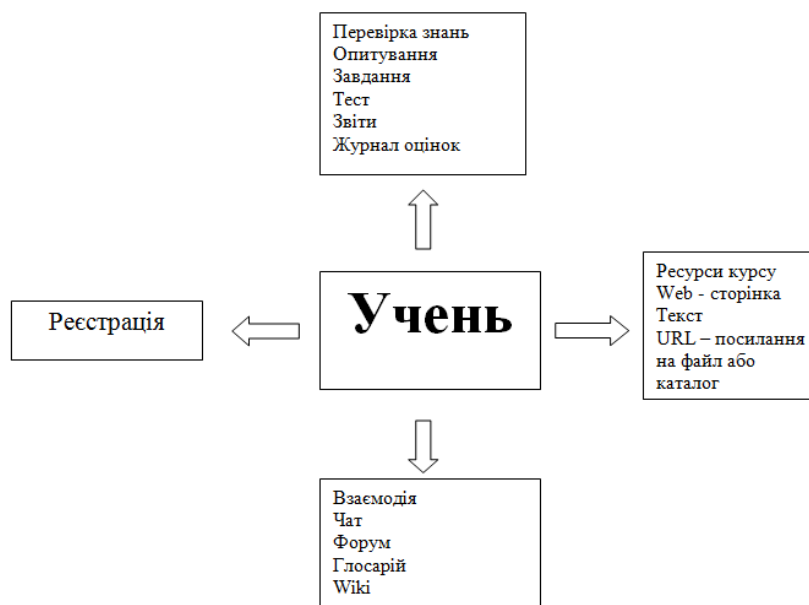 Перевірка знань
Опитування
Завдання
Тест
Звіти
Журнал оцінок
Реєстрація
Учень
Ресурси курсу
Web - сторінка
Текст
URL – посилання
на файл або
каталог
Взаємодія
Чат
Форум
Глосарій
Wiki